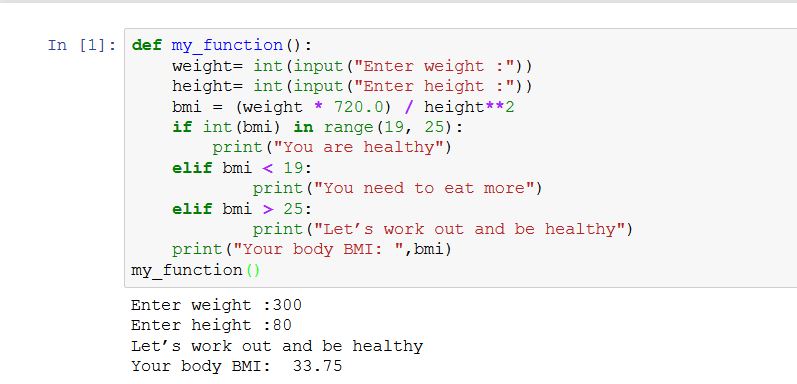 In [1]: def my_function():
    weight= int(input("Enter weight :"))
    height= int(input("Enter height :"))
    bmi = (weight * 720.0) / height**2
    if int(bmi) in range(19, 25):
        print("You are healthy")
    elif bmi < 19:
            print("You need to eat more")
    elif bmi > 25:
            print("Let’s work out and be healthy")
    print("Your body BMI: ",bmi)
my_function()
Enter weight :300
Enter height :80
Let’s work out and be healthy
Your body BMI:  33.75